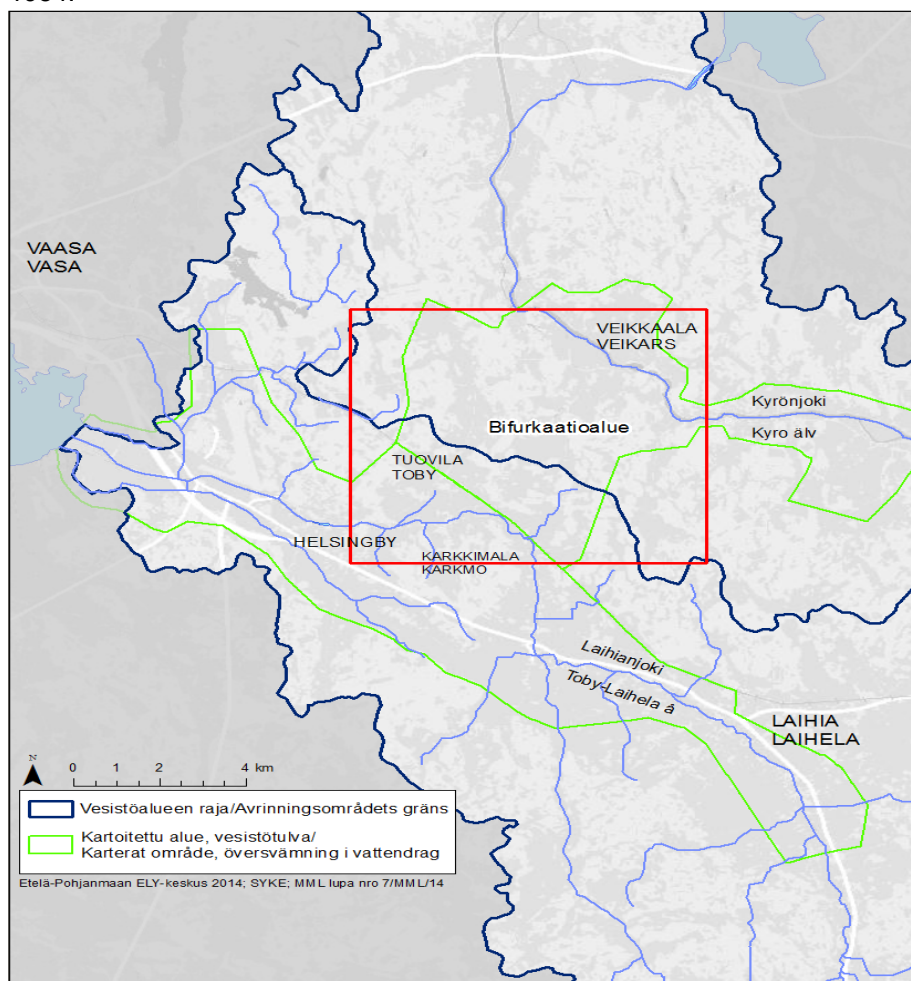 VAASA
VASA
VEIKKAALA
VEIKARS
Kyrönjoki
Kyro älv
Bifurkaatioalue
TUOVILA
TOBY
HELSINGBY
KARKKIMALA
KARKMO
Laihianjoki
Toby-Laihela å
LAIHIA
LAIHELA
N
0 1 2 4 km
Vesistöalueen raja/Avrinningsområdets gräns
Kartoitettu alue, vesistötulva/
Karterat område, översvämning i vattendrag
Etelä-Pohjanmaan ELY-keskus 2014; SYKE; MML lupa nro 7/MML/14